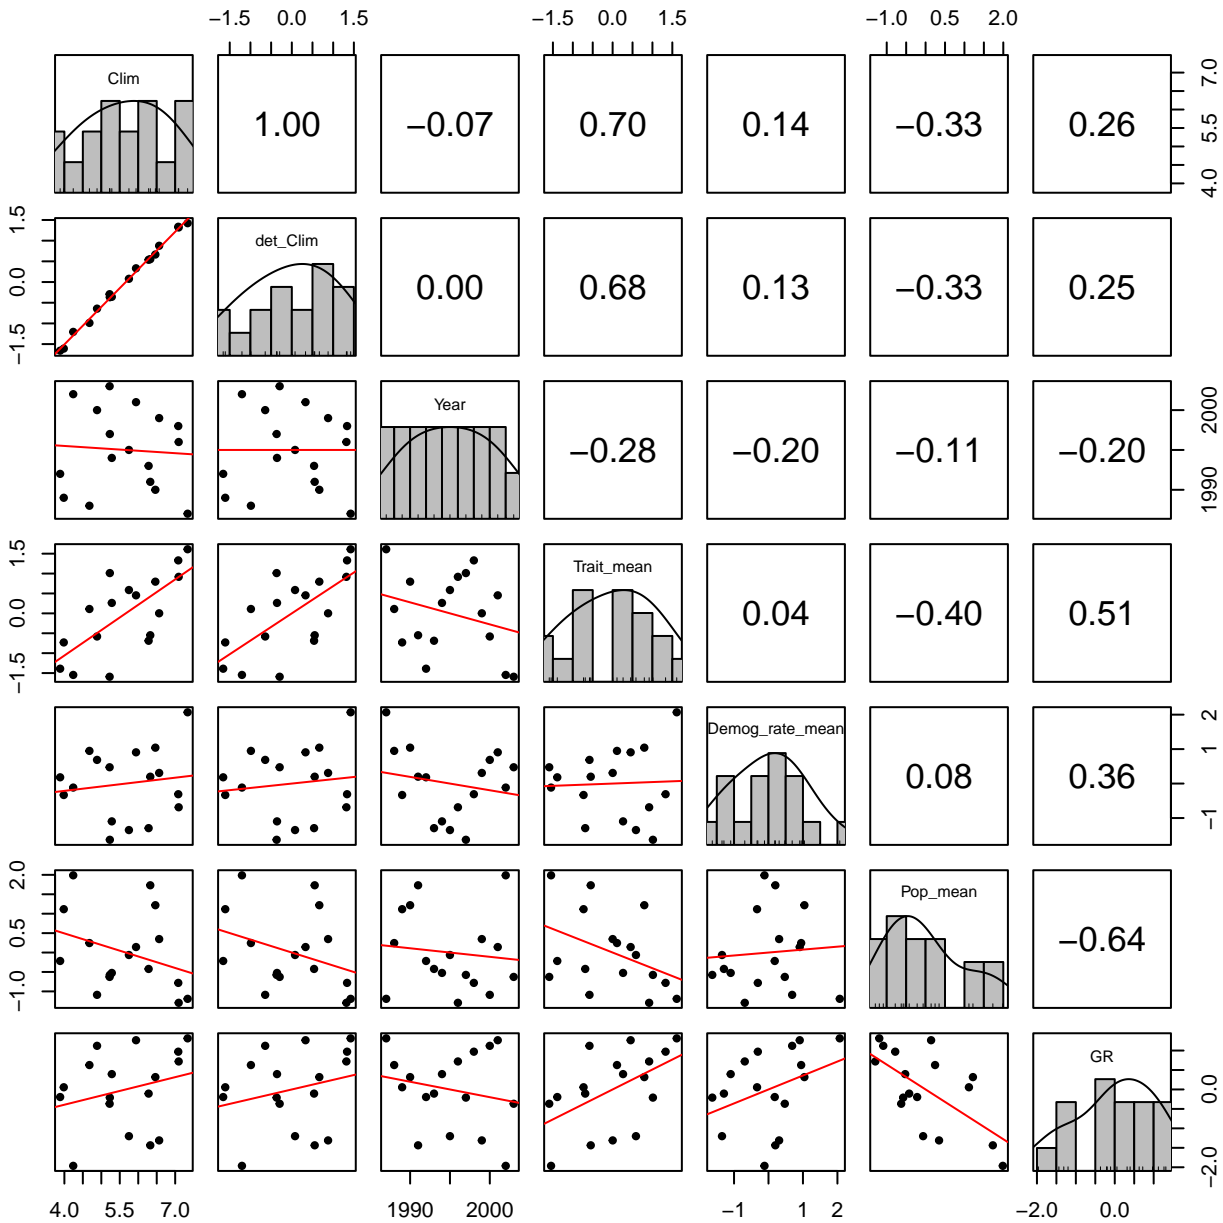 −1.5 0.0 1.5 −1.5 0.0 1.5 −1.0 0.5 2.0
Clim 1.00 −0.07 0.70 0.14 −0.33 0.26 4.0 5.5 7.0
−1.5 0.0 1.5 det_Clim 0.00 0.68 0.13 −0.33 0.25
Year −0.28 −0.20 −0.11 −0.20 1990 2000
−1.5 0.0 1.5 Trait_mean 0.04 −0.40 0.51
Demog_rate_mean 0.08 0.36 −1 1 2
−1.0 0.5 2.0 Pop_mean −0.64
GR −2.0 0.0
4.0 5.5 7.0 1990 2000 −1 1 2 −2.0 0.0